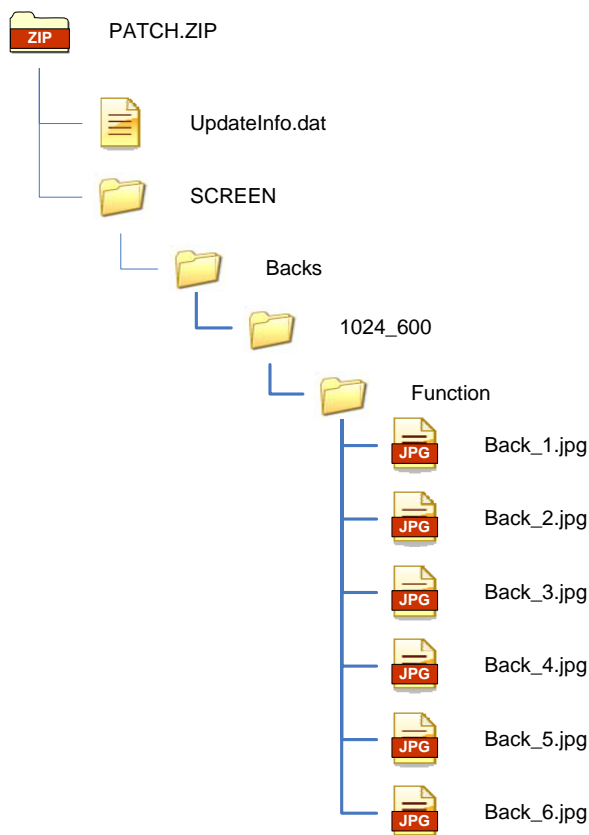 ZIP PATCH.ZIP
UpdateInfo.dat
SCREEN
Backs
1024_600
Function
JPG Back_1.jpg
JPG Back_2.jpg
JPG Back_3.jpg
JPG Back_4.jpg
JPG Back_5.jpg
JPG Back_6.jpg